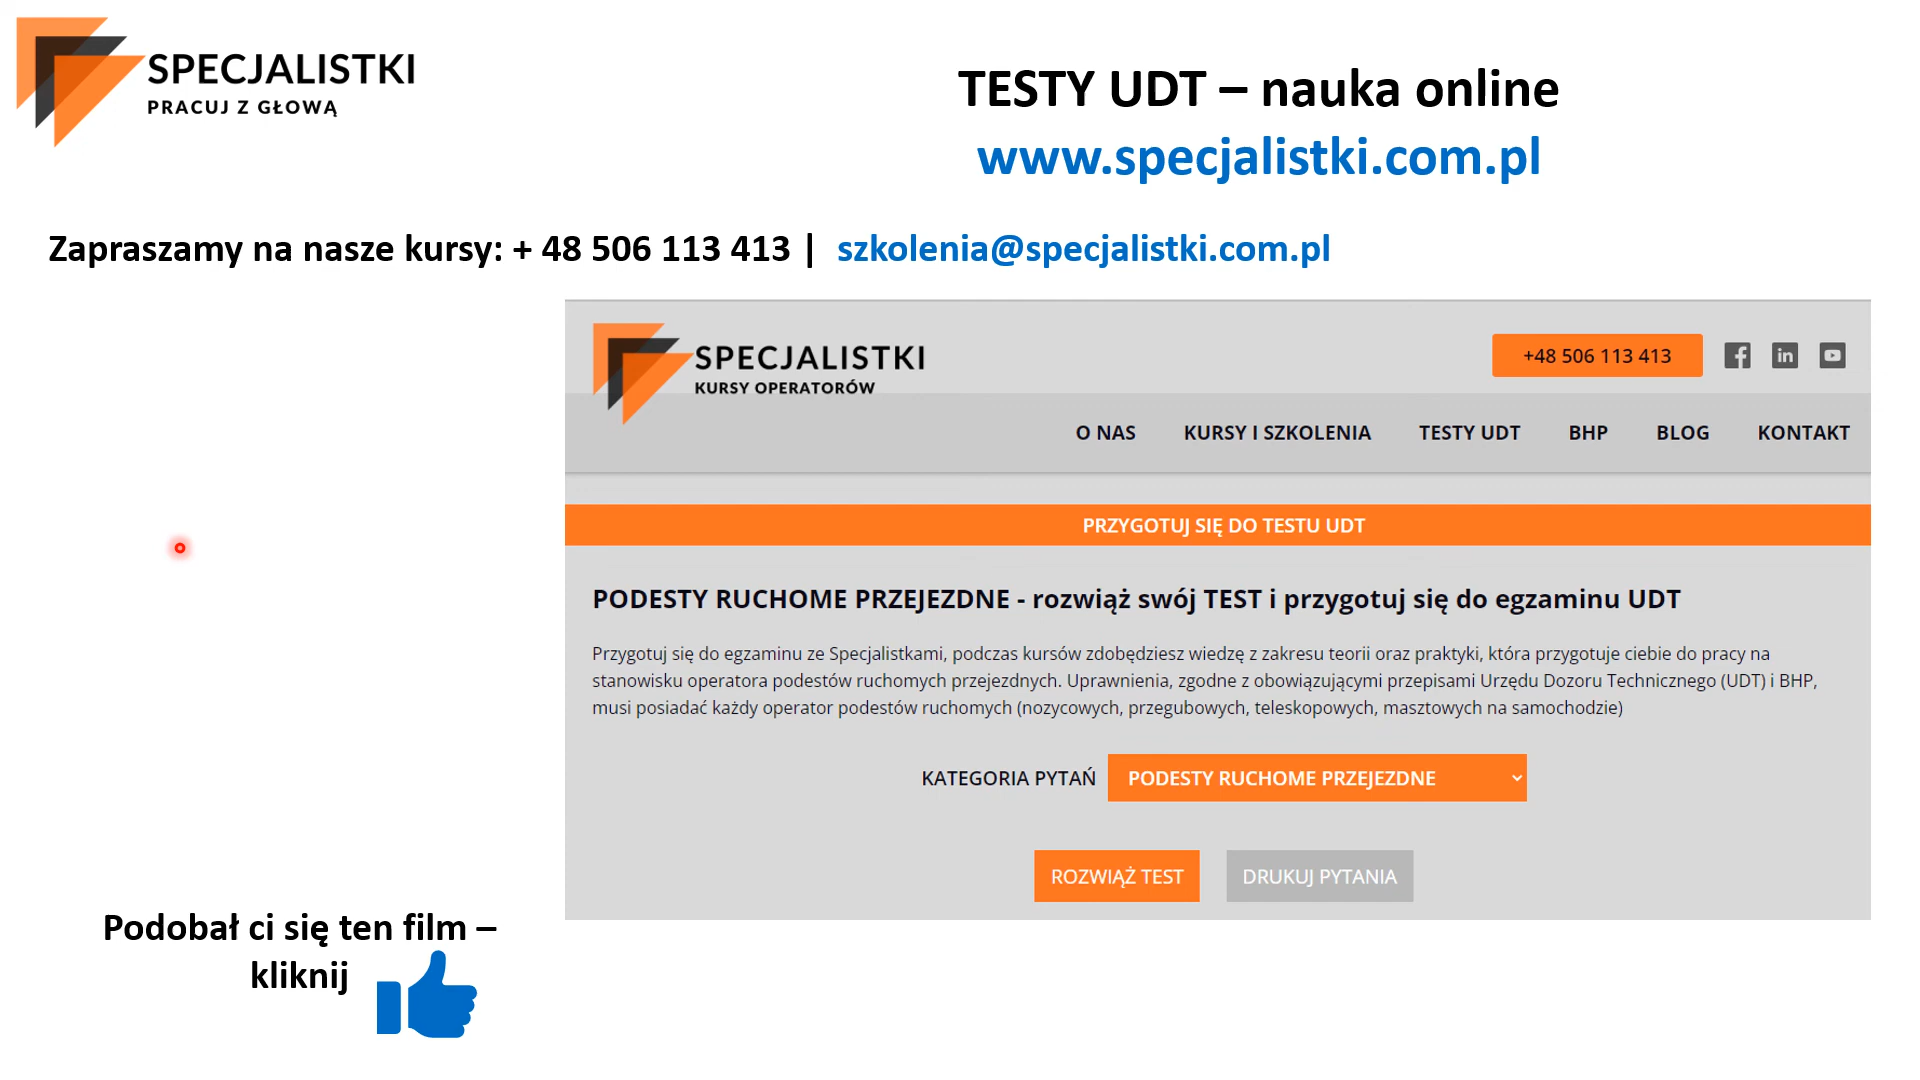 SPECJALISTKI
PRACUJ Z GŁOWĄ
TESTY UDT – nauka online
www.specjalistki.com.pl
Zapraszamy na nasze kursy: + 48 506 113 413 | szkolenia@specjalistki.com.pl
SPECJALISTKI
KURSY OPERATORÓW
+48 506 113 413
O NAS KURSY I SZKOLENIA TESTY UDT BHP BLOG KONTAKT
PRZYGOTUJ SIĘ DO TESTU UDT
PODESTY RUCHOME PRZEJEZDNE - rozwiąż swój TEST i przygotuj się do egzaminu UDT
Przygotuj się do egzaminu ze Specjalistkami, podczas kursów zdobędziesz wiedzę z zakresu teorii oraz praktyki, która przygotuje ciebie do pracy na
stanowisku operatora podestów ruchomych przejezdnych. Uprawnienia, zgodne z obowiązującymi przepisami Urzędu Dozoru Technicznego (UDT) i BHP,
musi posiadać każdy operator podestów ruchomych (nozycowych, przegubowych, teleskopowych, masztowych na samochodzie)
KATEGORIA PYTAŃ PODESTY RUCHOME PRZEJEZDNE
ROZWIĄŻ TEST DRUKUJ PYTANIA
Podobał ci się ten film –
kliknij